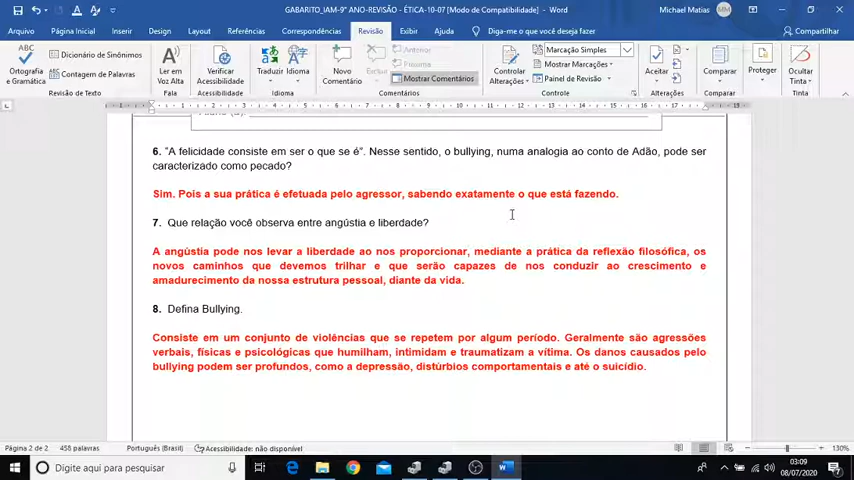 GABARITO_IAM-9° ANO-REVISÃO - ÉTICA-10-07 [Modo de Compatibilidade] - Word
Michael Matias
MM
Arquivo
Página Inicial
Inserir
Design
Layout
Referências
Correspondências
Revisão
Exibir
Ajuda
Diga-me o que você deseja fazer
Compartilhar
ABC
Ortografia e Gramática
Dicionário de Sinônimos
Contagem de Palavras
Revisão de Texto
Ler em Voz Alta
Fala
Verificar Acessibilidade
Acessibilidade
Traduzir
Idioma
Idioma
Novo Comentário
Excluir
Anterior
Próximo
Mostrar Comentários
Comentários
Controlar Alterações
Marcação Simples
Mostrar Marcações
Painel de Revisão
Controle
Aceitar
Alterações
Comparar
Comparar
Proteger
Ocultar Tinta
Tinta
6. "A felicidade consiste em ser o que se é". Nesse sentido, o bullying, numa analogia ao conto de Adão, pode ser
caracterizado como pecado?
Sim. Pois a sua prática é efetuada pelo agressor, sabendo exatamente o que está fazendo.
7. Que relação você observa entre angústia e liberdade?
A angústia pode nos levar a liberdade ao nos proporcionar, mediante a prática da reflexão filosófica, os
novos caminhos que devemos trilhar e que serão capazes de nos conduzir ao crescimento e
amadurecimento da nossa estrutura pessoal, diante da vida.
8. Defina Bullying.
Consiste em um conjunto de violências que se repetem por algum período. Geralmente são agressões
verbais, físicas e psicológicas que humilham, intimidam e traumatizam a vítima. Os danos causados pelo
bullying podem ser profundos, como a depressão, distúrbios comportamentais e até o suicídio.
Página 2 de 2
458 palavras
Português (Brasil)
Acessibilidade: não disponível
130%
Digite aqui para pesquisar
03:09
08/07/2020